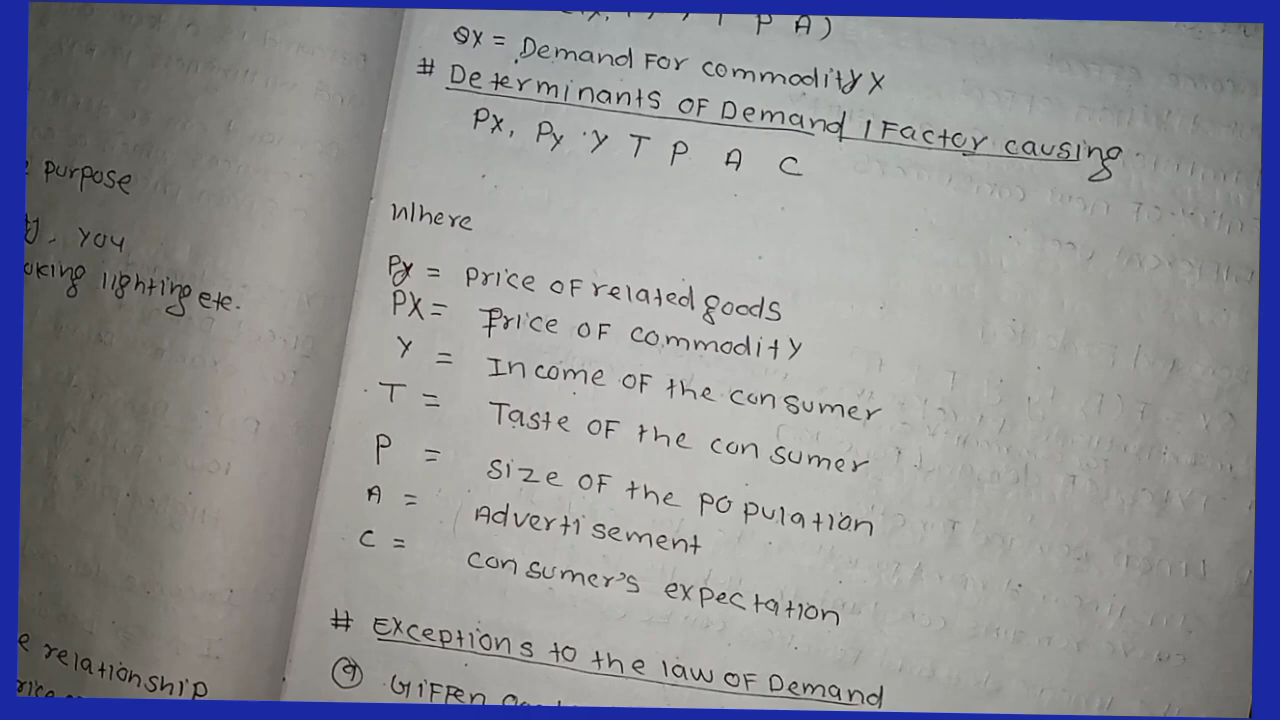 purpose
you
lighting ete.
relationship
P A)
QX = Demand For commodity X
# Determinants OF Demand / Factor causing
PX, Py Y T P A C
Where
Py = price OF related goods
PX = Price OF commodity
Y = Income OF the consumer
T = Taste OF the consumer
P = Size OF the population
A = Advertisement
C = consumer's expectation
# Exceptions to the law OF Demand
GiFFen